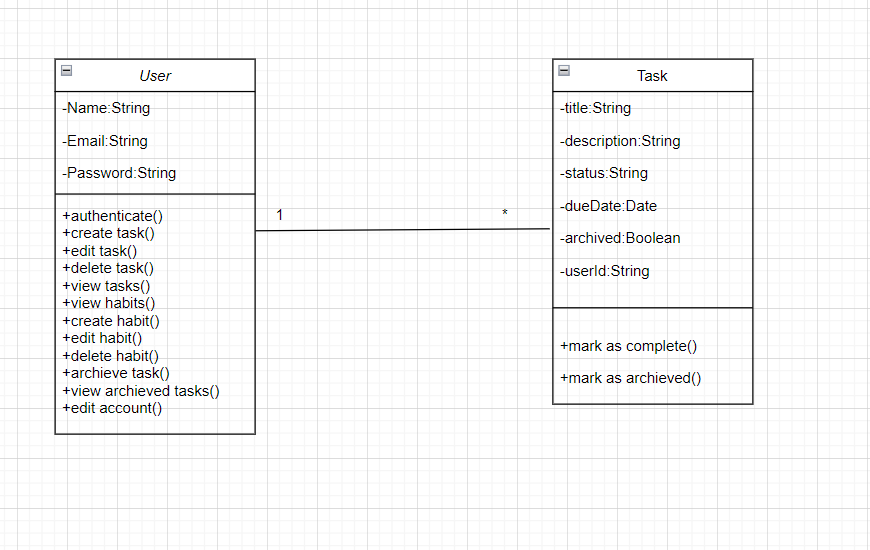 User
-Name:String
-Email:String
-Password:String
+authenticate()
+create task()
+edit task()
+delete task()
+view tasks()
+view habits()
+create habit()
+edit habit()
+delete habit()
+archieve task()
+view archieved tasks()
+edit account()
1
*
Task
-title:String
-description:String
-status:String
-dueDate:Date
-archived:Boolean
-userId:String
+mark as complete()
+mark as archieved()